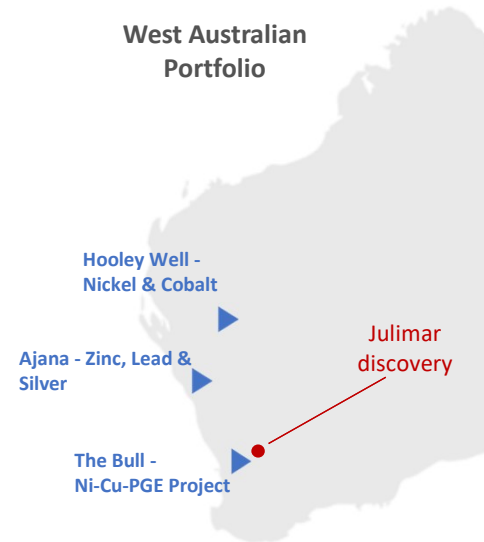 West Australian
Portfolio
Hooley Well -
Nickel & Cobalt
Julimar
discovery
Ajana - Zinc, Lead &
Silver
The Bull -
Ni-Cu-PGE Project